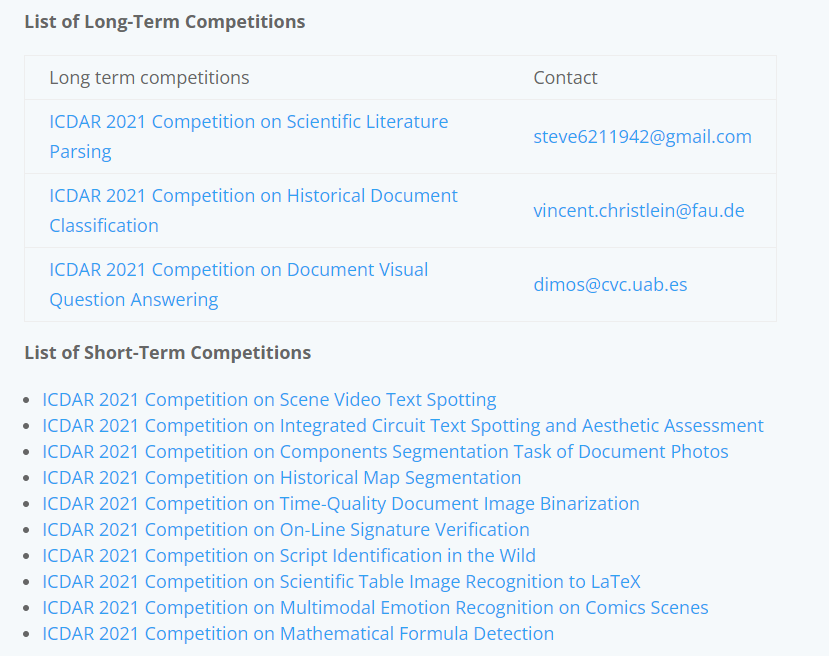 List of Long-Term Competitions
Long term competitions Contact
ICDAR 2021 Competition on Scientific Literature
Parsing
steve6211942@gmail.com
ICDAR 2021 Competition on Historical Document
Classification
vincent.christlein@fau.de
ICDAR 2021 Competition on Document Visual
Question Answering
dimos@cvc.uab.es
List of Short-Term Competitions
• ICDAR 2021 Competition on Scene Video Text Spotting
• ICDAR 2021 Competition on Integrated Circuit Text Spotting and Aesthetic Assessment
• ICDAR 2021 Competition on Components Segmentation Task of Document Photos
• ICDAR 2021 Competition on Historical Map Segmentation
• ICDAR 2021 Competition on Time-Quality Document Image Binarization
• ICDAR 2021 Competition on On-Line Signature Verification
• ICDAR 2021 Competition on Script Identification in the Wild
• ICDAR 2021 Competition on Scientific Table Image Recognition to LaTeX
• ICDAR 2021 Competition on Multimodal Emotion Recognition on Comics Scenes
• ICDAR 2021 Competition on Mathematical Formula Detection